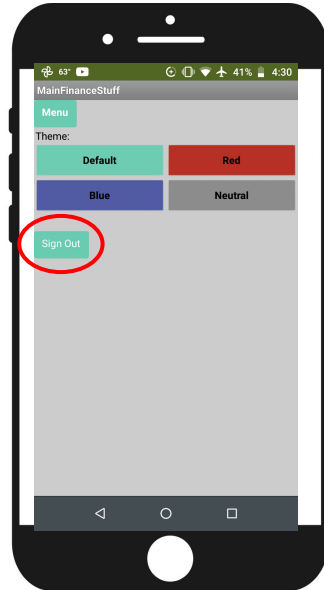 63° 41% 4:30
MainFinanceStuff
Menu
Theme:
Default Red
Blue Neutral
Sign Out